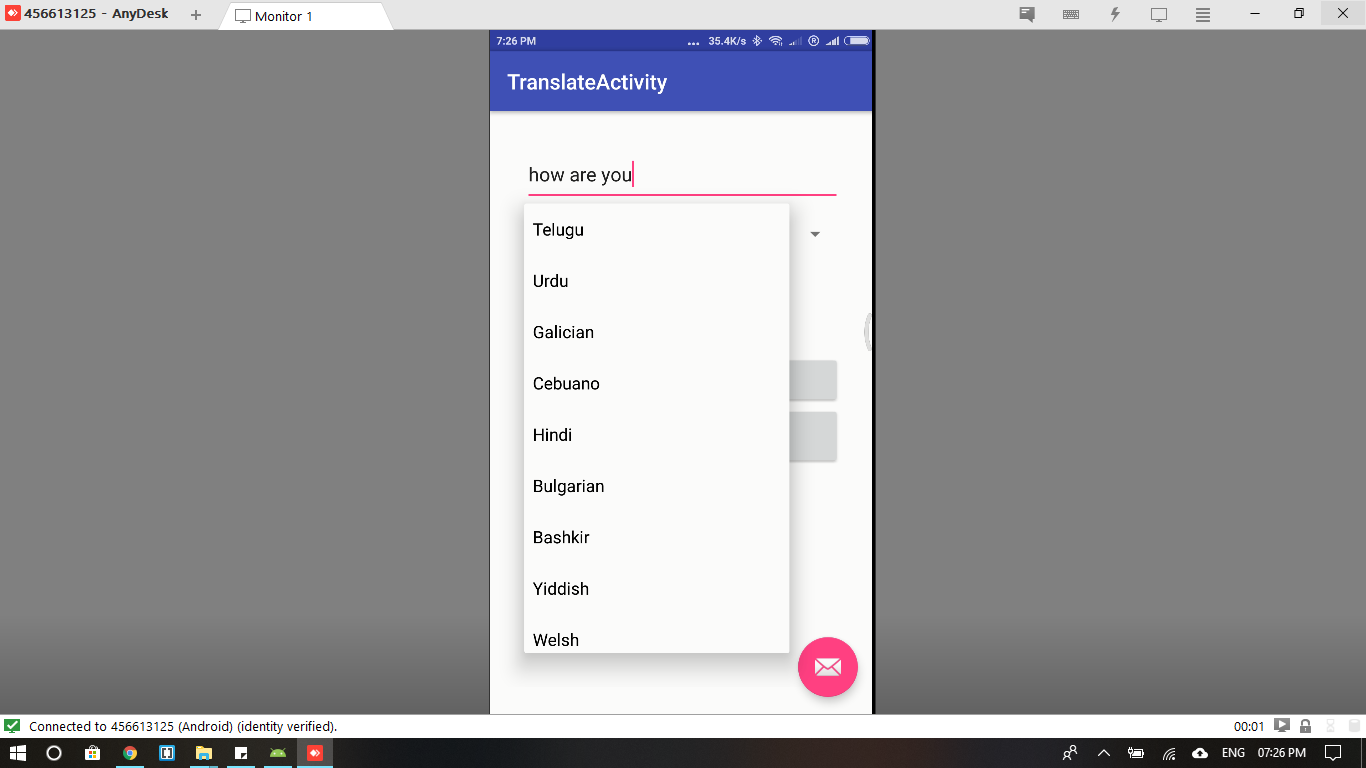 456613125 - AnyDesk
Monitor 1
7:26 PM ... 35.4K/s R
TranslateActivity
how are you
Telugu
Urdu
Galician
Cebuano
Hindi
Bulgarian
Bashkir
Yiddish
Welsh
Connected to 456613125 (Android) (identity verified).
00:01
ENG 07:26 PM